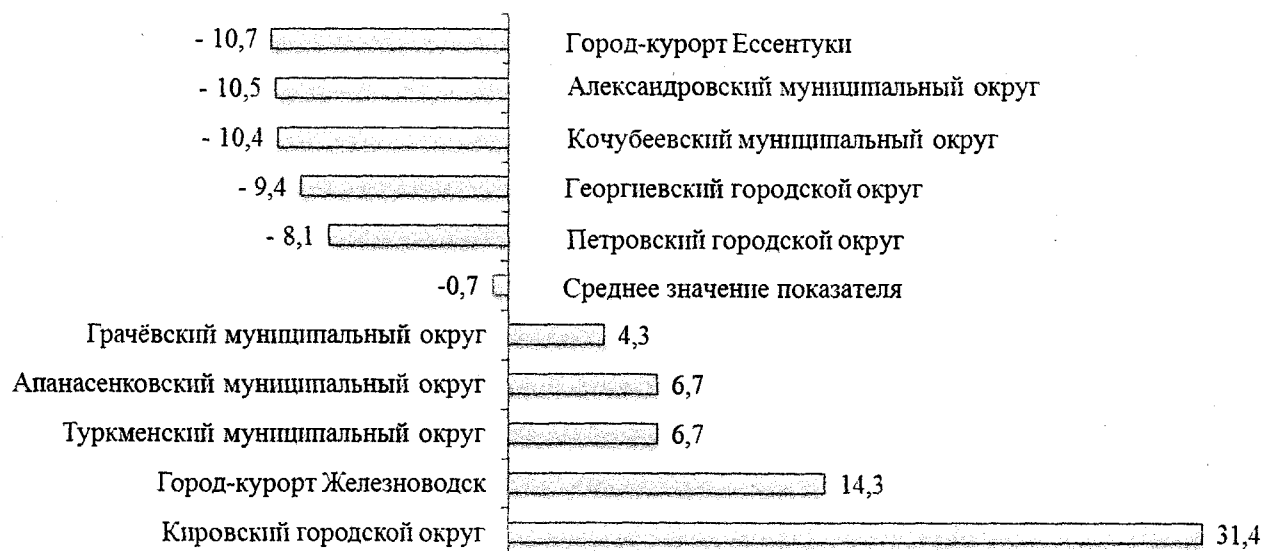 - 10,7 Город-курорт Ессентуки
- 10,5 Александровский муниципальный округ
- 10,4 Кочубеевский муниципальный округ
- 9,4 Георгиевский городской округ
- 8,1 Петровский городской округ
-0,7 Среднее значение показателя
Грачёвский муниципальный округ 4,3
Апанасенковский муниципальный округ 6,7
Туркменский муниципальный округ 6,7
Город-курорт Железноводск 14,3
Кировский городской округ 31,4